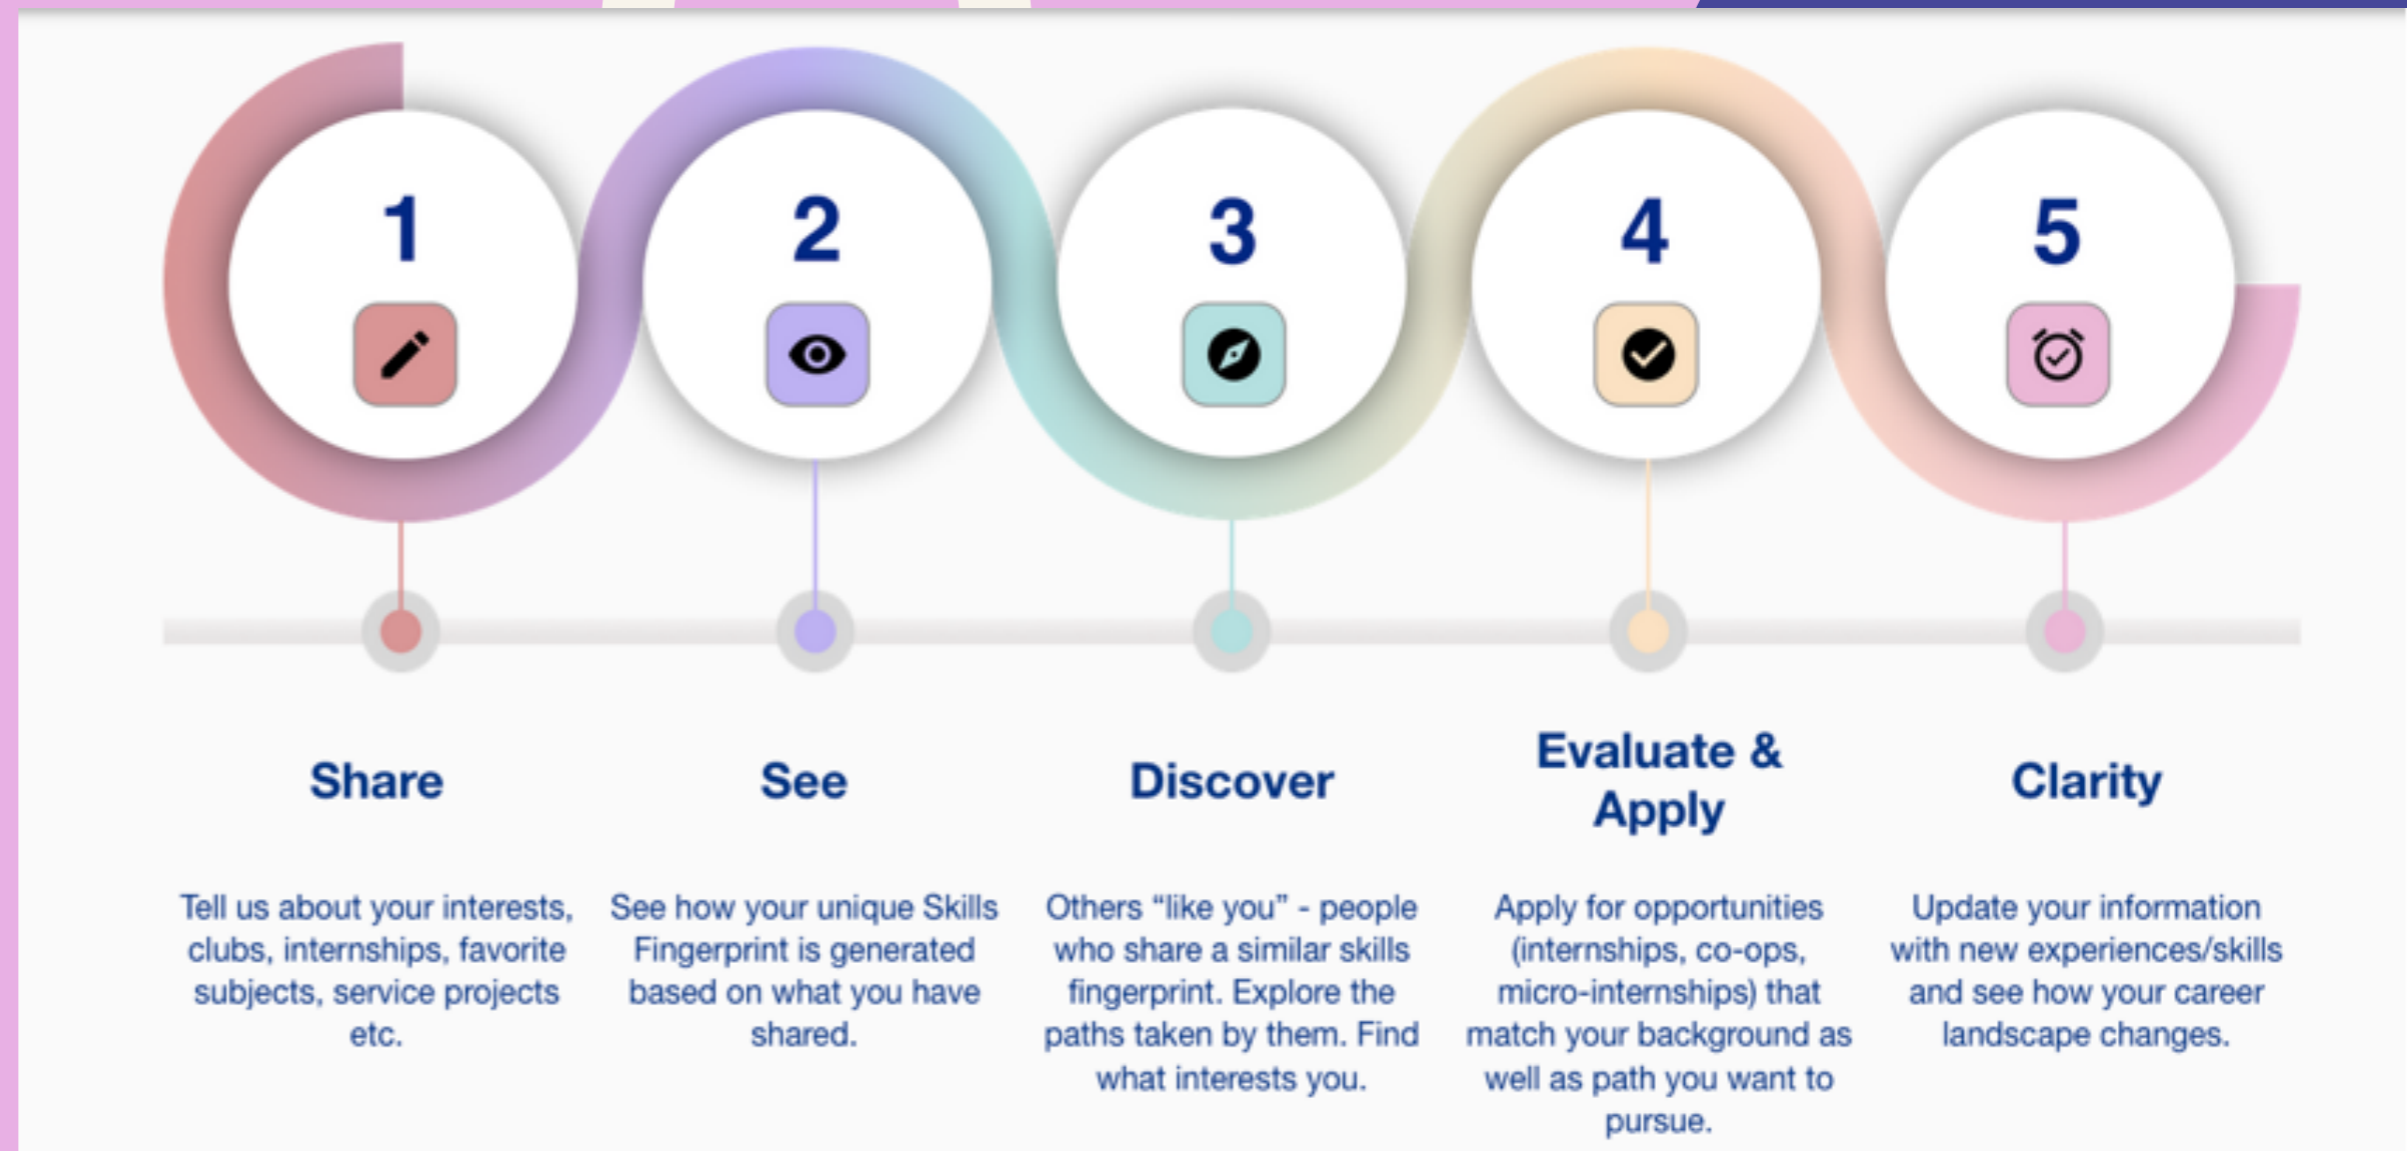 1
2
3
4
5
Share
See
Discover
Evaluate &
Apply
Clarity
Tell us about your interests,
clubs, internships, favorite
subjects, service projects
etc.
See how your unique Skills
Fingerprint is generated
based on what you have
shared.
Others “like you” - people
who share a similar skills
fingerprint. Explore the
paths taken by them. Find
what interests you.
Apply for opportunities
(internships, co-ops,
micro-internships) that
match your background as
well as path you want to
pursue.
Update your information
with new experiences/skills
and see how your career
landscape changes.